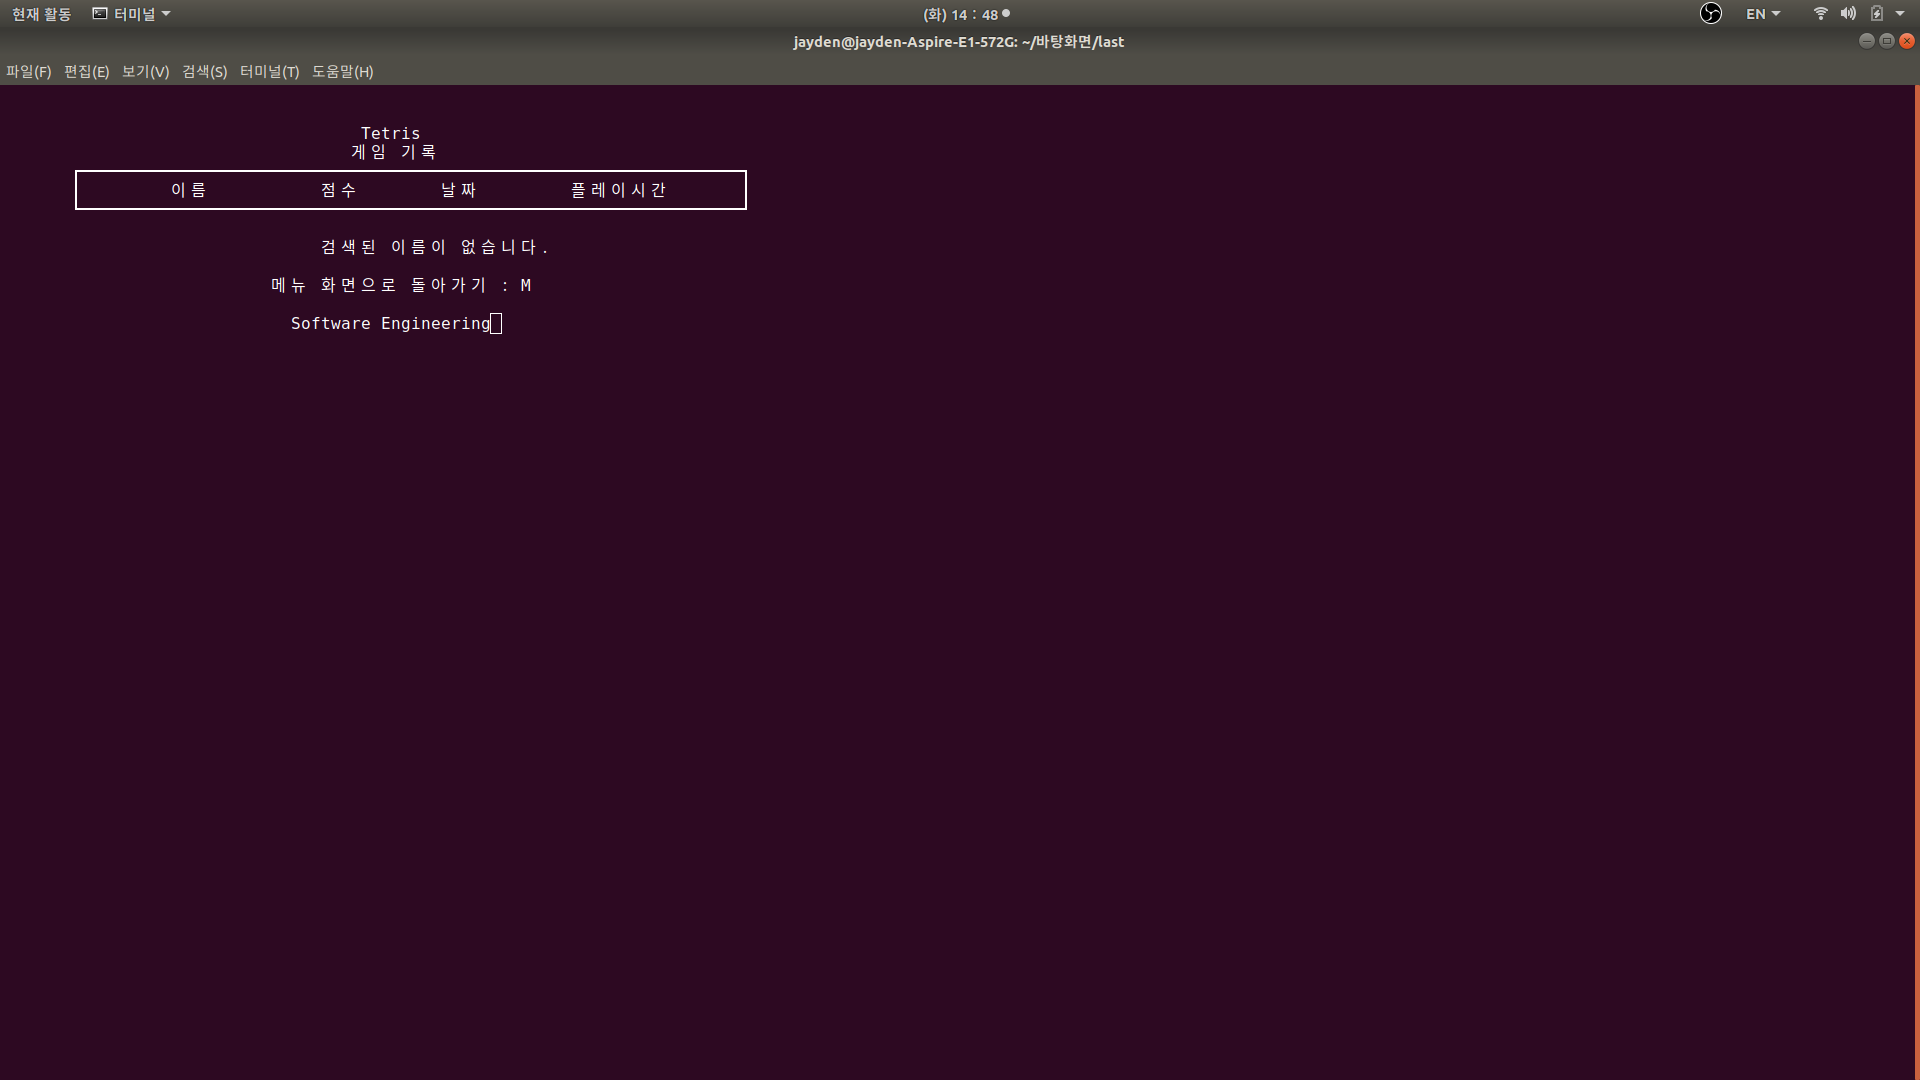 현재 활동 터미널 (화) 14 : 48 EN
jayden@jayden-Aspire-E1-572G: ~/바탕화면/last
파일(F) 편집(E) 보기(V) 검색(S) 터미널(T) 도움말(H)
Tetris
게임 기록
이름 점수 날짜 플레이시간
검색된 이름이 없습니다.
메뉴 화면으로 돌아가기 : M
Software Engineering